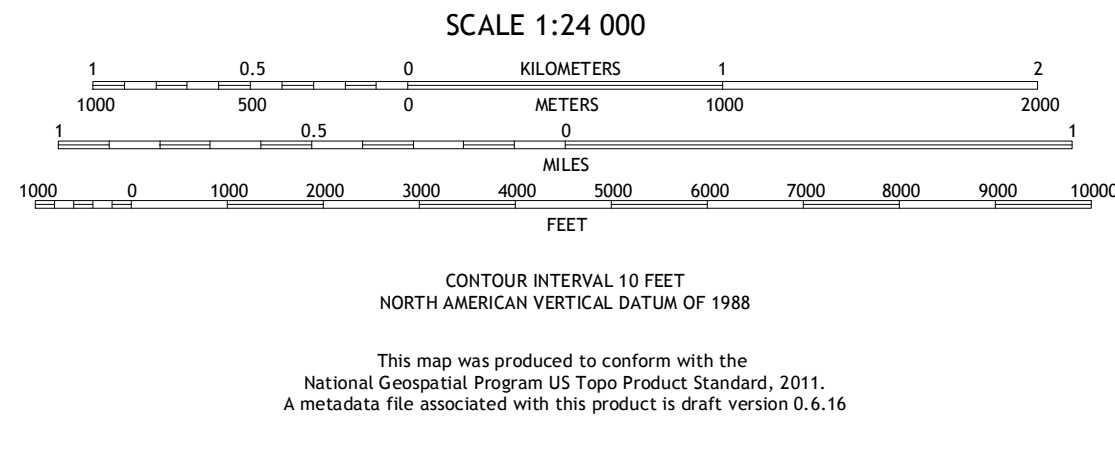 SCALE 1:24 000
1 0.5 0 KILOMETERS 1 2
1000 500 0 METERS 1000 2000
1 0.5 0 1
MILES
1000 0 1000 2000 3000 4000 5000 6000 7000 8000 9000 10000
FEET
CONTOUR INTERVAL 10 FEET
NORTH AMERICAN VERTICAL DATUM OF 1988
This map was produced to conform with the
National Geospatial Program US Topo Product Standard, 2011.
A metadata file associated with this product is draft version 0.6.16